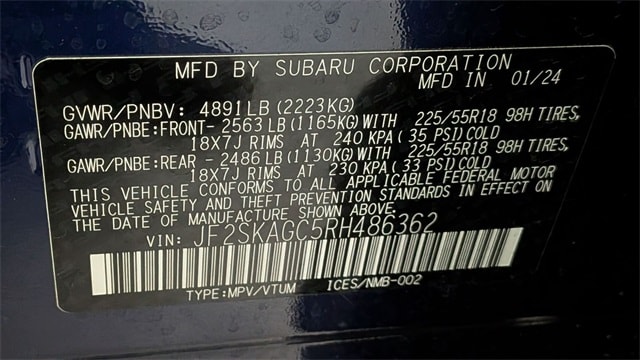 MFD BY SUBARU CORPORATION
MFD IN 01/24
GVWR/PNBV: 4891 LB (2223KG)
GAWR/PNBE:FRONT- 2563 LB (1165KG) WITH 225/55R18 98H TIRES,
18X7J RIMS AT 240 KPA (35 PSI) COLD
GAWR/PNBE:REAR - 2486 LB (1130KG) WITH 225/55R18 98H TIRES,
18X7J RIMS AT 230 KPA (33 PSI) COLD
THIS VEHICLE CONFORMS TO ALL APPLICABLE FEDERAL MOTOR
VEHICLE SAFETY AND THEFT PREVENTION STANDARDS IN EFFECT ON
THE DATE OF MANUFACTURE SHOWN ABOVE.
VIN: JF2SKAGC5RH486362
TYPE:MPV/VTUM ICES/NMB-002